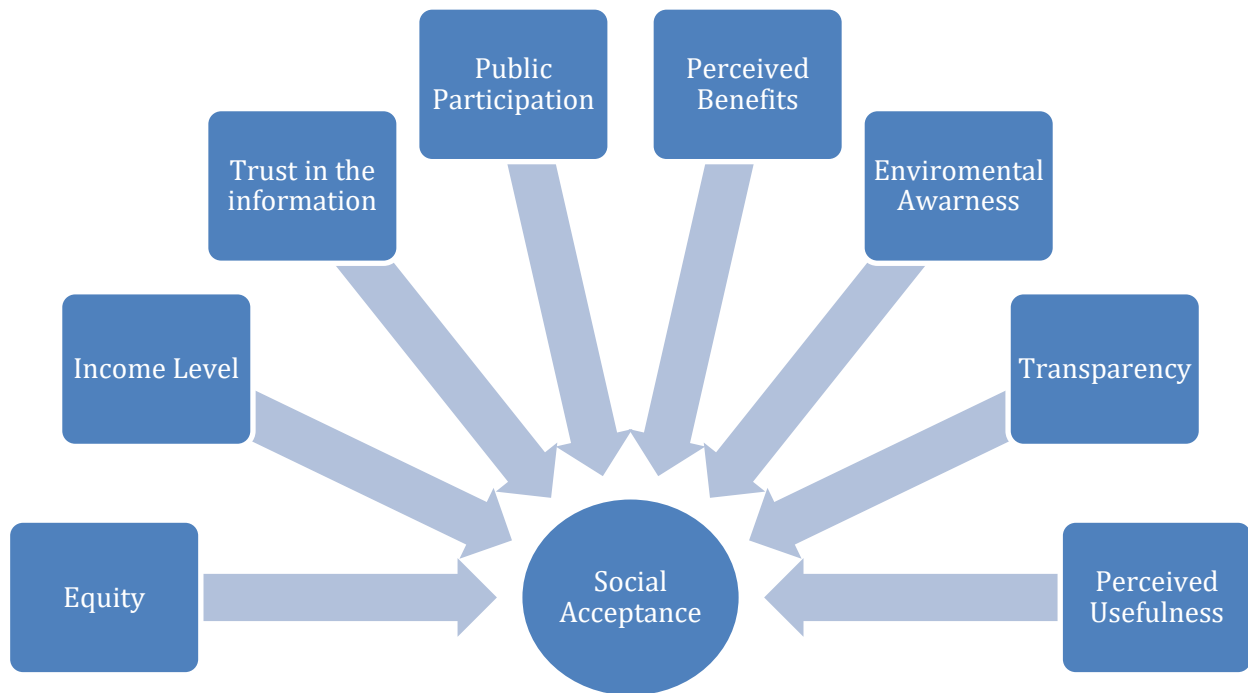 Public
Participation
Perceived
Benefits
Trust in the
information
Enviromental
Awarness
Income Level
Transparency
Equity
Social
Acceptance
Perceived
Usefulness